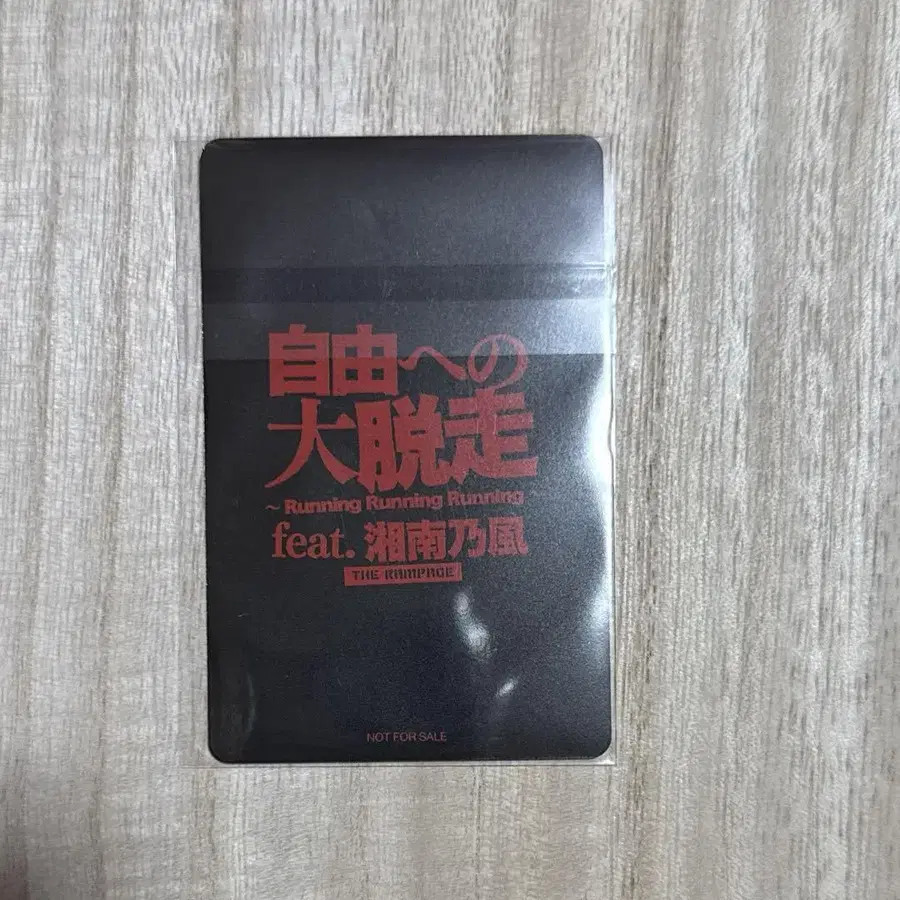 自由への
大脱走
~Running Running Running
feat. 湘南乃風
THE RAMPAGE
NOT FOR SALE